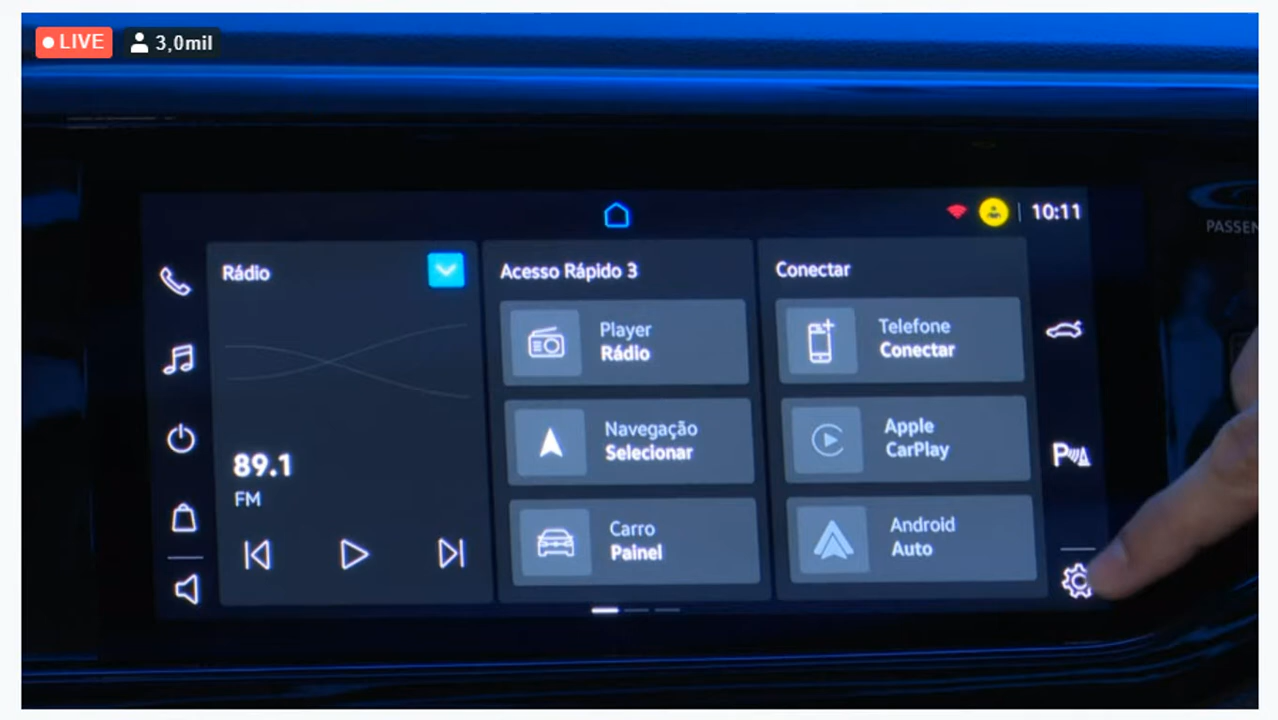 LIVE 3,0mil
10:11
PASSEN
Rádio
Acesso Rápido 3
Conectar
Player
Rádio
Telefone
Conectar
Navegação
Selecionar
Apple
CarPlay
89.1
FM
Carro
Painel
Android
Auto
P